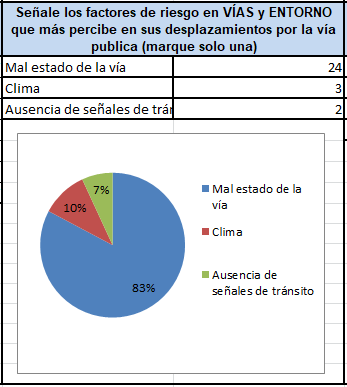 Señale los factores de riesgo en VÍAS y ENTORNO
que más percibe en sus desplazamientos por la vía
publica (marque solo una)
Mal estado de la vía 24
Clima 3
Ausencia de señales de trán 2
7%
10%
83%
Mal estado de la
vía
Clima
Ausencia de
señales de tránsito